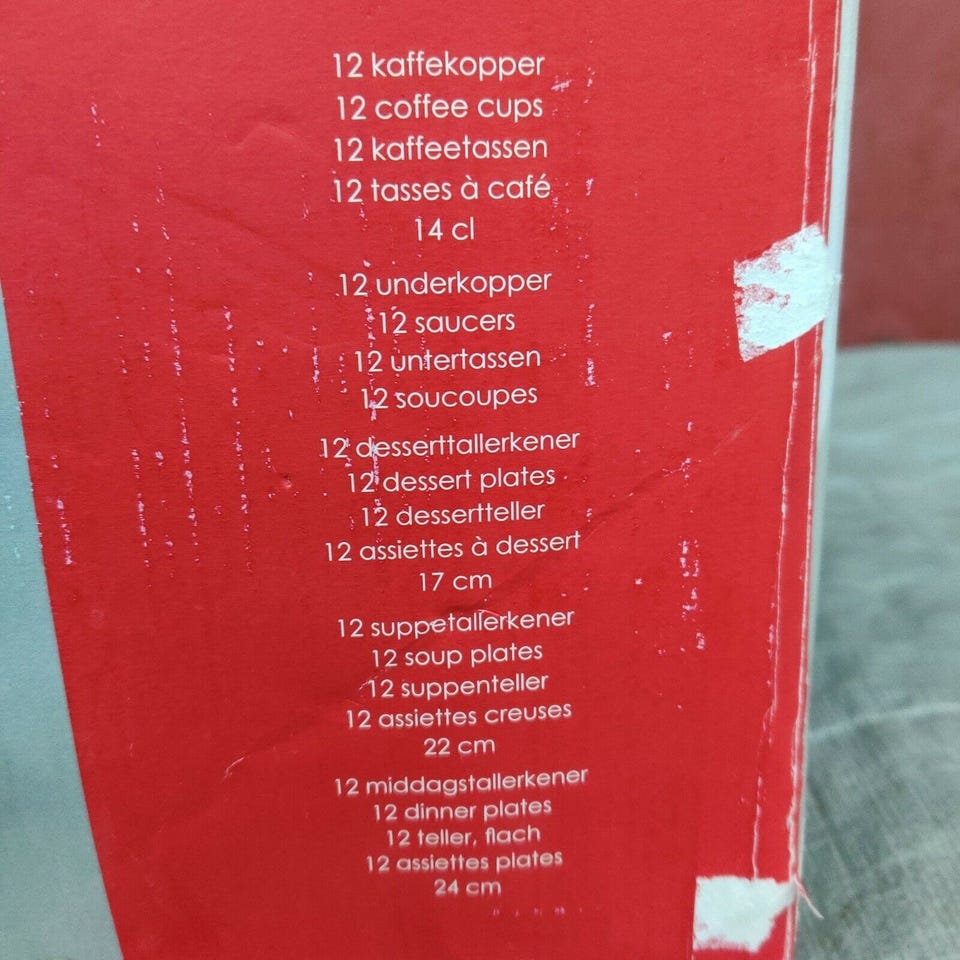 12 kaffekopper
12 coffee cups
12 kaffeetassen
12 tasses à café
14 cl
12 underkopper
12 saucers
12 untertassen
12 soucoupes
12 desserttallerkener
12 dessert plates
12 dessertteller
12 assiettes à dessert
17 cm
12 suppetallerkener
12 soup plates
12 suppenteller
12 assiettes creuses
22 cm
12 middagstallerkener
12 dinner plates
12 teller, flach
12 assiettes plates
24 cm